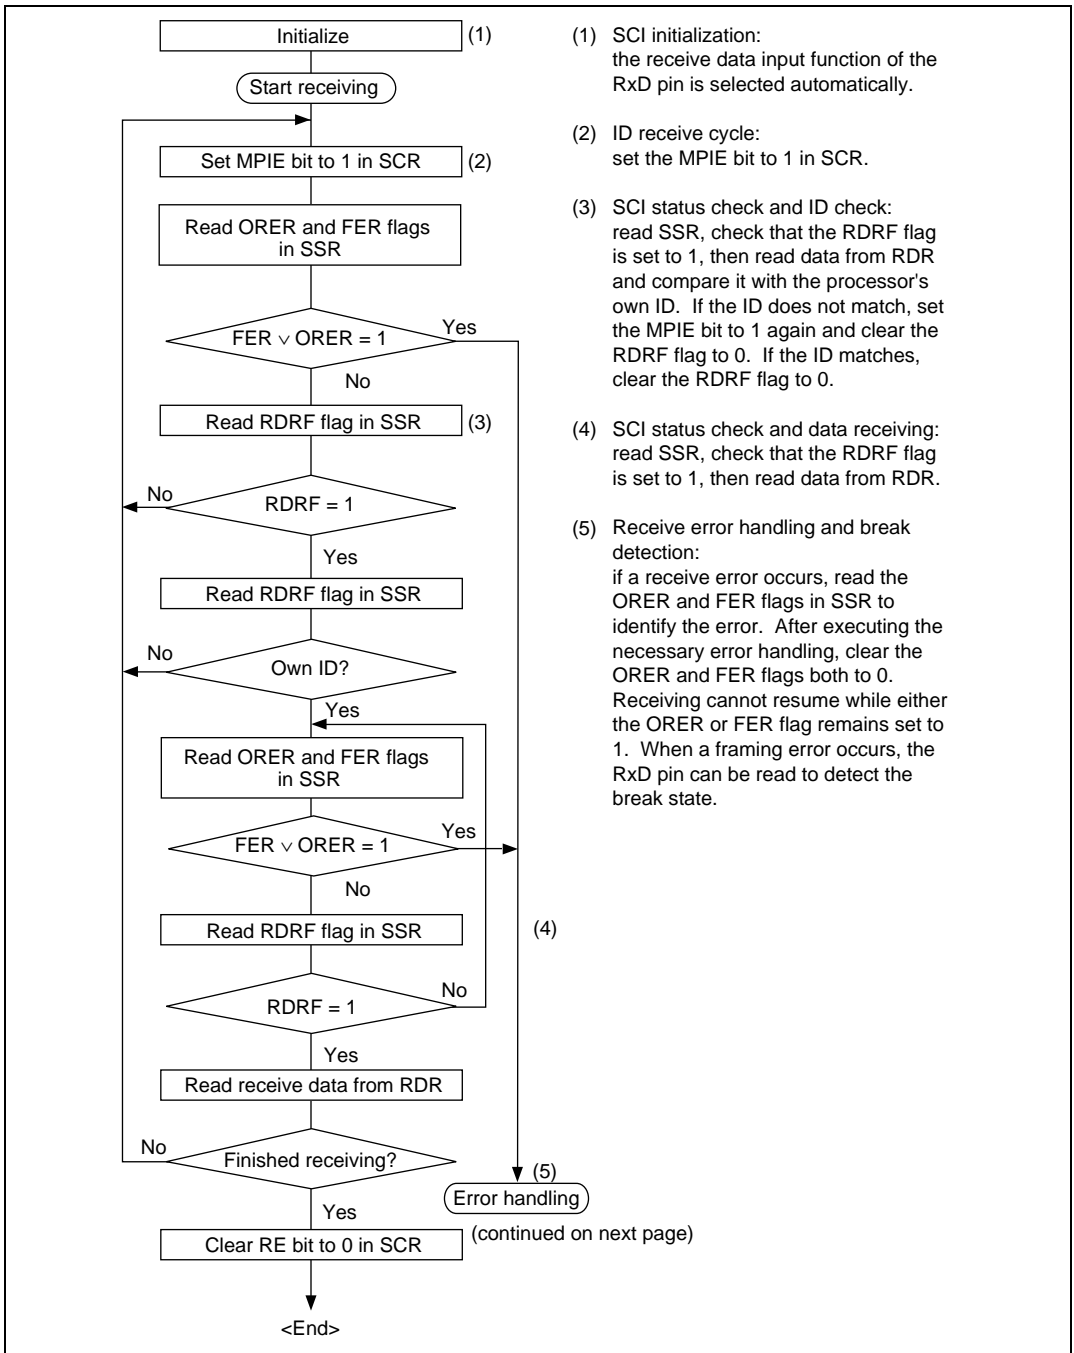 Initialize
(1)
Start receiving
Set MPIE bit to 1 in SCR
(2)
Read ORER and FER flags
in SSR
FER ∨ ORER = 1
Yes
No
Read RDRF flag in SSR
(3)
No
RDRF = 1
Yes
Read RDRF flag in SSR
No
Own ID?
Yes
Read ORER and FER flags
in SSR
FER ∨ ORER = 1
Yes
No
Read RDRF flag in SSR
(4)
RDRF = 1
No
Yes
Read receive data from RDR
No
Finished receiving?
(5)
Error handling
Yes
(continued on next page)
Clear RE bit to 0 in SCR
<End>
(1) SCI initialization:
the receive data input function of the
RxD pin is selected automatically.
(2) ID receive cycle:
set the MPIE bit to 1 in SCR.
(3) SCI status check and ID check:
read SSR, check that the RDRF flag
is set to 1, then read data from RDR
and compare it with the processor's
own ID. If the ID does not match, set
the MPIE bit to 1 again and clear the
RDRF flag to 0. If the ID matches,
clear the RDRF flag to 0.
(4) SCI status check and data receiving:
read SSR, check that the RDRF flag
is set to 1, then read data from RDR.
(5) Receive error handling and break
detection:
if a receive error occurs, read the
ORER and FER flags in SSR to
identify the error. After executing the
necessary error handling, clear the
ORER and FER flags both to 0.
Receiving cannot resume while either
the ORER or FER flag remains set to
1. When a framing error occurs, the
RxD pin can be read to detect the
break state.